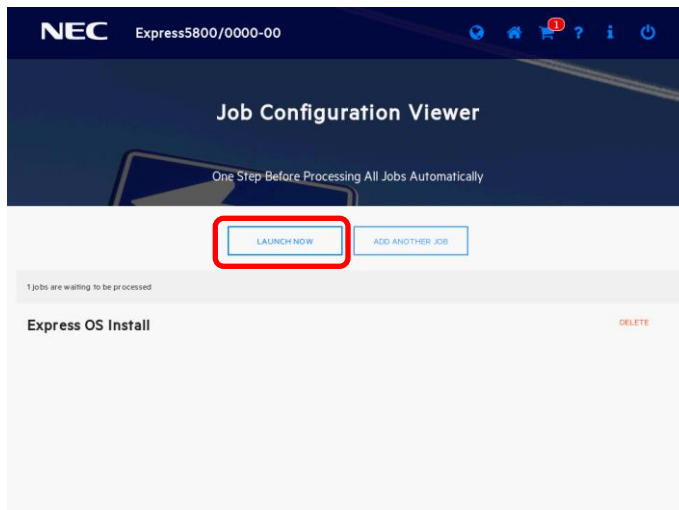 NEC Express5800/0000-00
1 ? i
Job Configuration Viewer
One Step Before Processing All Jobs Automatically
LAUNCH NOW ADD ANOTHER JOB
1 jobs are waiting to be processed
Express OS Install DELETE